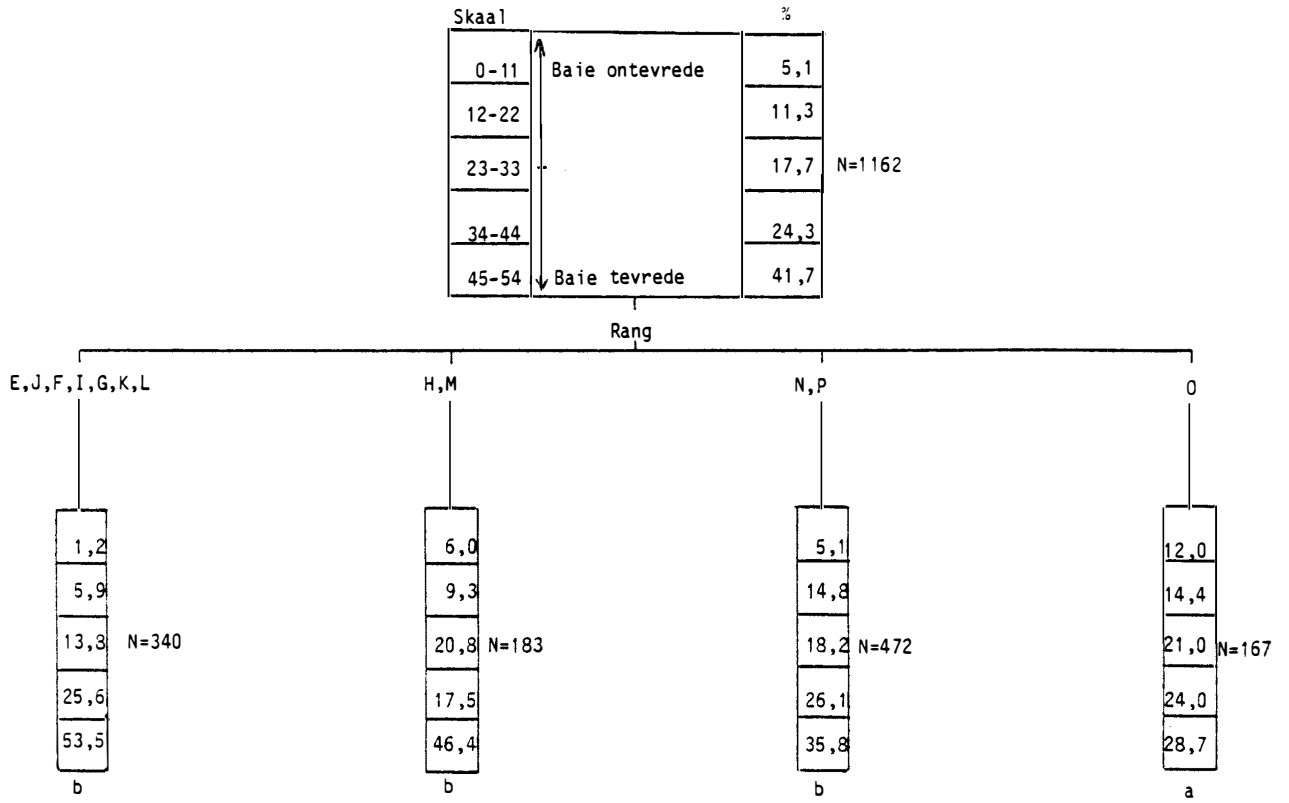 Skaal %
0-11 Baie ontevrede 5,1
12-22 11,3
23-33 17,7 N=1162
34-44 24,3
45-54 Baie tevrede 41,7
Rang
E,J,F,I,G,K,L H,M N,P O
1,2 6,0 5,1 12,0
5,9 9,3 14,8 14,4
13,8 N=340 20,8 N=183 18,2 N=472 21,0 N=167
25,6 17,5 26,1 24,0
53,5 46,4 35,8 28,7
b b b a